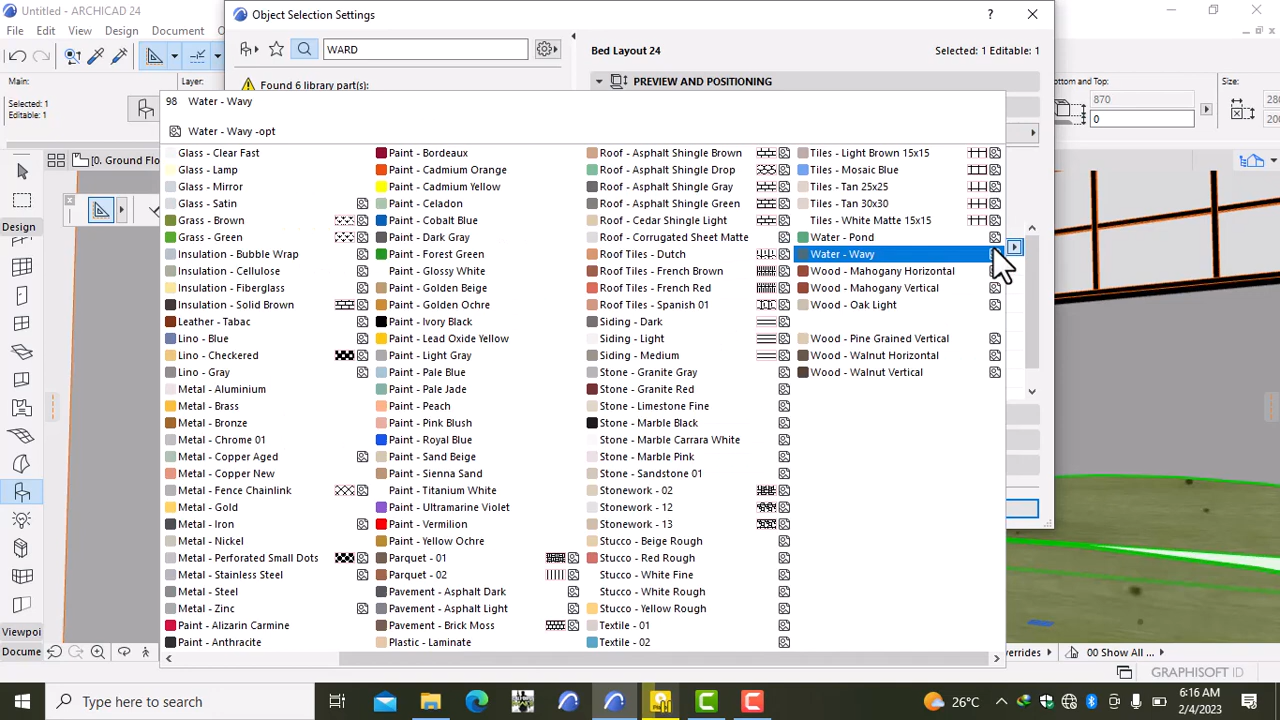 Untitled - ARCHICAD 24
Object Selection Settings
?
File Edit View Design
WARD
Bed Layout 24
Selected: 1 Editable: 1
Main:
Layer:
Found 6 library part(s):
PREVIEW AND POSITIONING
Bottom and Top:
Size:
Selected: 1
Editable: 1
870
0
98 Water - Wavy
Water - Wavy -opt
[0. Ground Flo
Design
Viewpoi
Docume
Glass - Clear Fast
Glass - Lamp
Glass - Mirror
Glass - Satin
Grass - Brown
Grass - Green
Insulation - Bubble Wrap
Insulation - Cellulose
Insulation - Fiberglass
Insulation - Solid Brown
Leather - Tabac
Lino - Blue
Lino - Checkered
Lino - Gray
Metal - Aluminium
Metal - Brass
Metal - Bronze
Metal - Chrome 01
Metal - Copper Aged
Metal - Copper New
Metal - Fence Chainlink
Metal - Gold
Metal - Iron
Metal - Nickel
Metal - Perforated Small Dots
Metal - Stainless Steel
Metal - Steel
Metal - Zinc
Paint - Alizarin Carmine
Paint - Anthracite
Paint - Bordeaux
Paint - Cadmium Orange
Paint - Cadmium Yellow
Paint - Celadon
Paint - Cobalt Blue
Paint - Dark Gray
Paint - Forest Green
Paint - Glossy White
Paint - Golden Beige
Paint - Golden Ochre
Paint - Ivory Black
Paint - Lead Oxide Yellow
Paint - Light Gray
Paint - Pale Blue
Paint - Pale Jade
Paint - Peach
Paint - Pink Blush
Paint - Royal Blue
Paint - Sand Beige
Paint - Sienna Sand
Paint - Titanium White
Paint - Ultramarine Violet
Paint - Vermilion
Paint - Yellow Ochre
Parquet - 01
Parquet - 02
Pavement - Asphalt Dark
Pavement - Asphalt Light
Pavement - Brick Moss
Plastic - Laminate
Roof - Asphalt Shingle Brown
Roof - Asphalt Shingle Drop
Roof - Asphalt Shingle Gray
Roof - Asphalt Shingle Green
Roof - Cedar Shingle Light
Roof - Corrugated Sheet Matte
Roof Tiles - Dutch
Roof Tiles - French Brown
Roof Tiles - French Red
Roof Tiles - Spanish 01
Siding - Dark
Siding - Light
Siding - Medium
Stone - Granite Gray
Stone - Granite Red
Stone - Limestone Fine
Stone - Marble Black
Stone - Marble Carrara White
Stone - Marble Pink
Stone - Sandstone 01
Stonework - 02
Stonework - 12
Stonework - 13
Stucco - Beige Rough
Stucco - Red Rough
Stucco - White Fine
Stucco - White Rough
Stucco - Yellow Rough
Textile - 01
Textile - 02
Tiles - Light Brown 15x15
Tiles - Mosaic Blue
Tiles - Tan 25x25
Tiles - Tan 30x30
Tiles - White Matte 15x15
Water - Pond
Water - Wavy
Wood - Mahogany Horizontal
Wood - Mahogany Vertical
Wood - Oak Light
Wood - Pine Grained Vertical
Wood - Walnut Horizontal
Wood - Walnut Vertical
errides
00 Show All ...
GRAPHISOFT ID
Type here to search
26°C
6:16 AM
2/4/2023